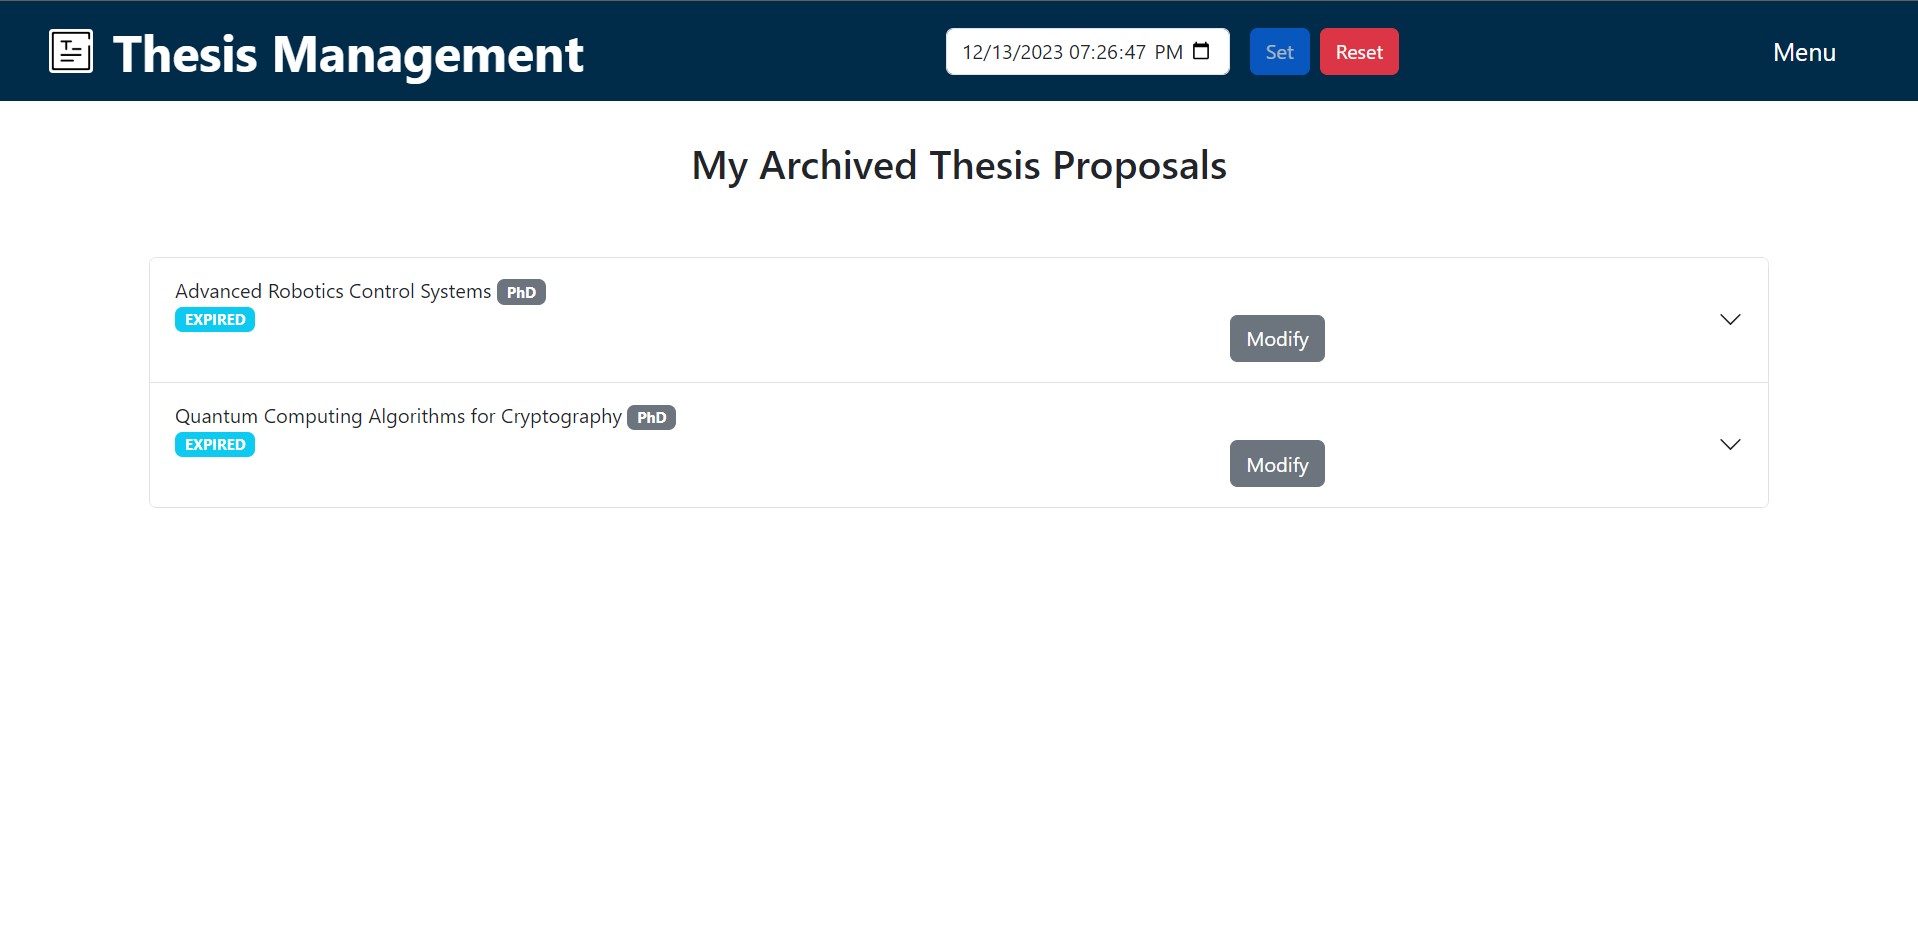 Thesis Management
12/13/2023 07:26:47 PM
Set
Reset
Menu
My Archived Thesis Proposals
Advanced Robotics Control Systems PhD
EXPIRED
Modify
Quantum Computing Algorithms for Cryptography PhD
EXPIRED
Modify